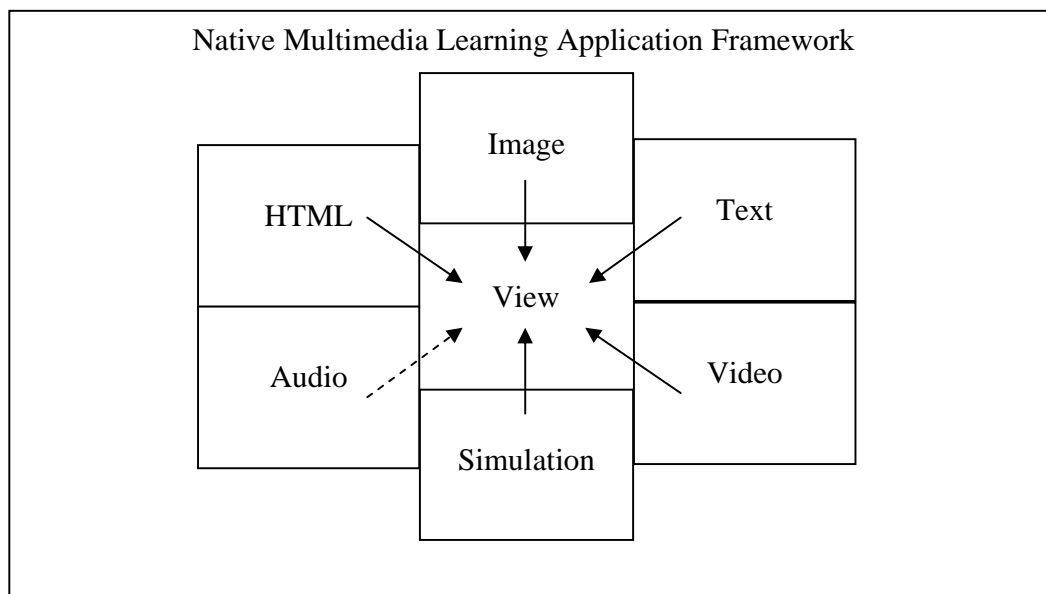 Native Multimedia Learning Application Framework
Image
HTML
Text
View
Audio
Video
Simulation